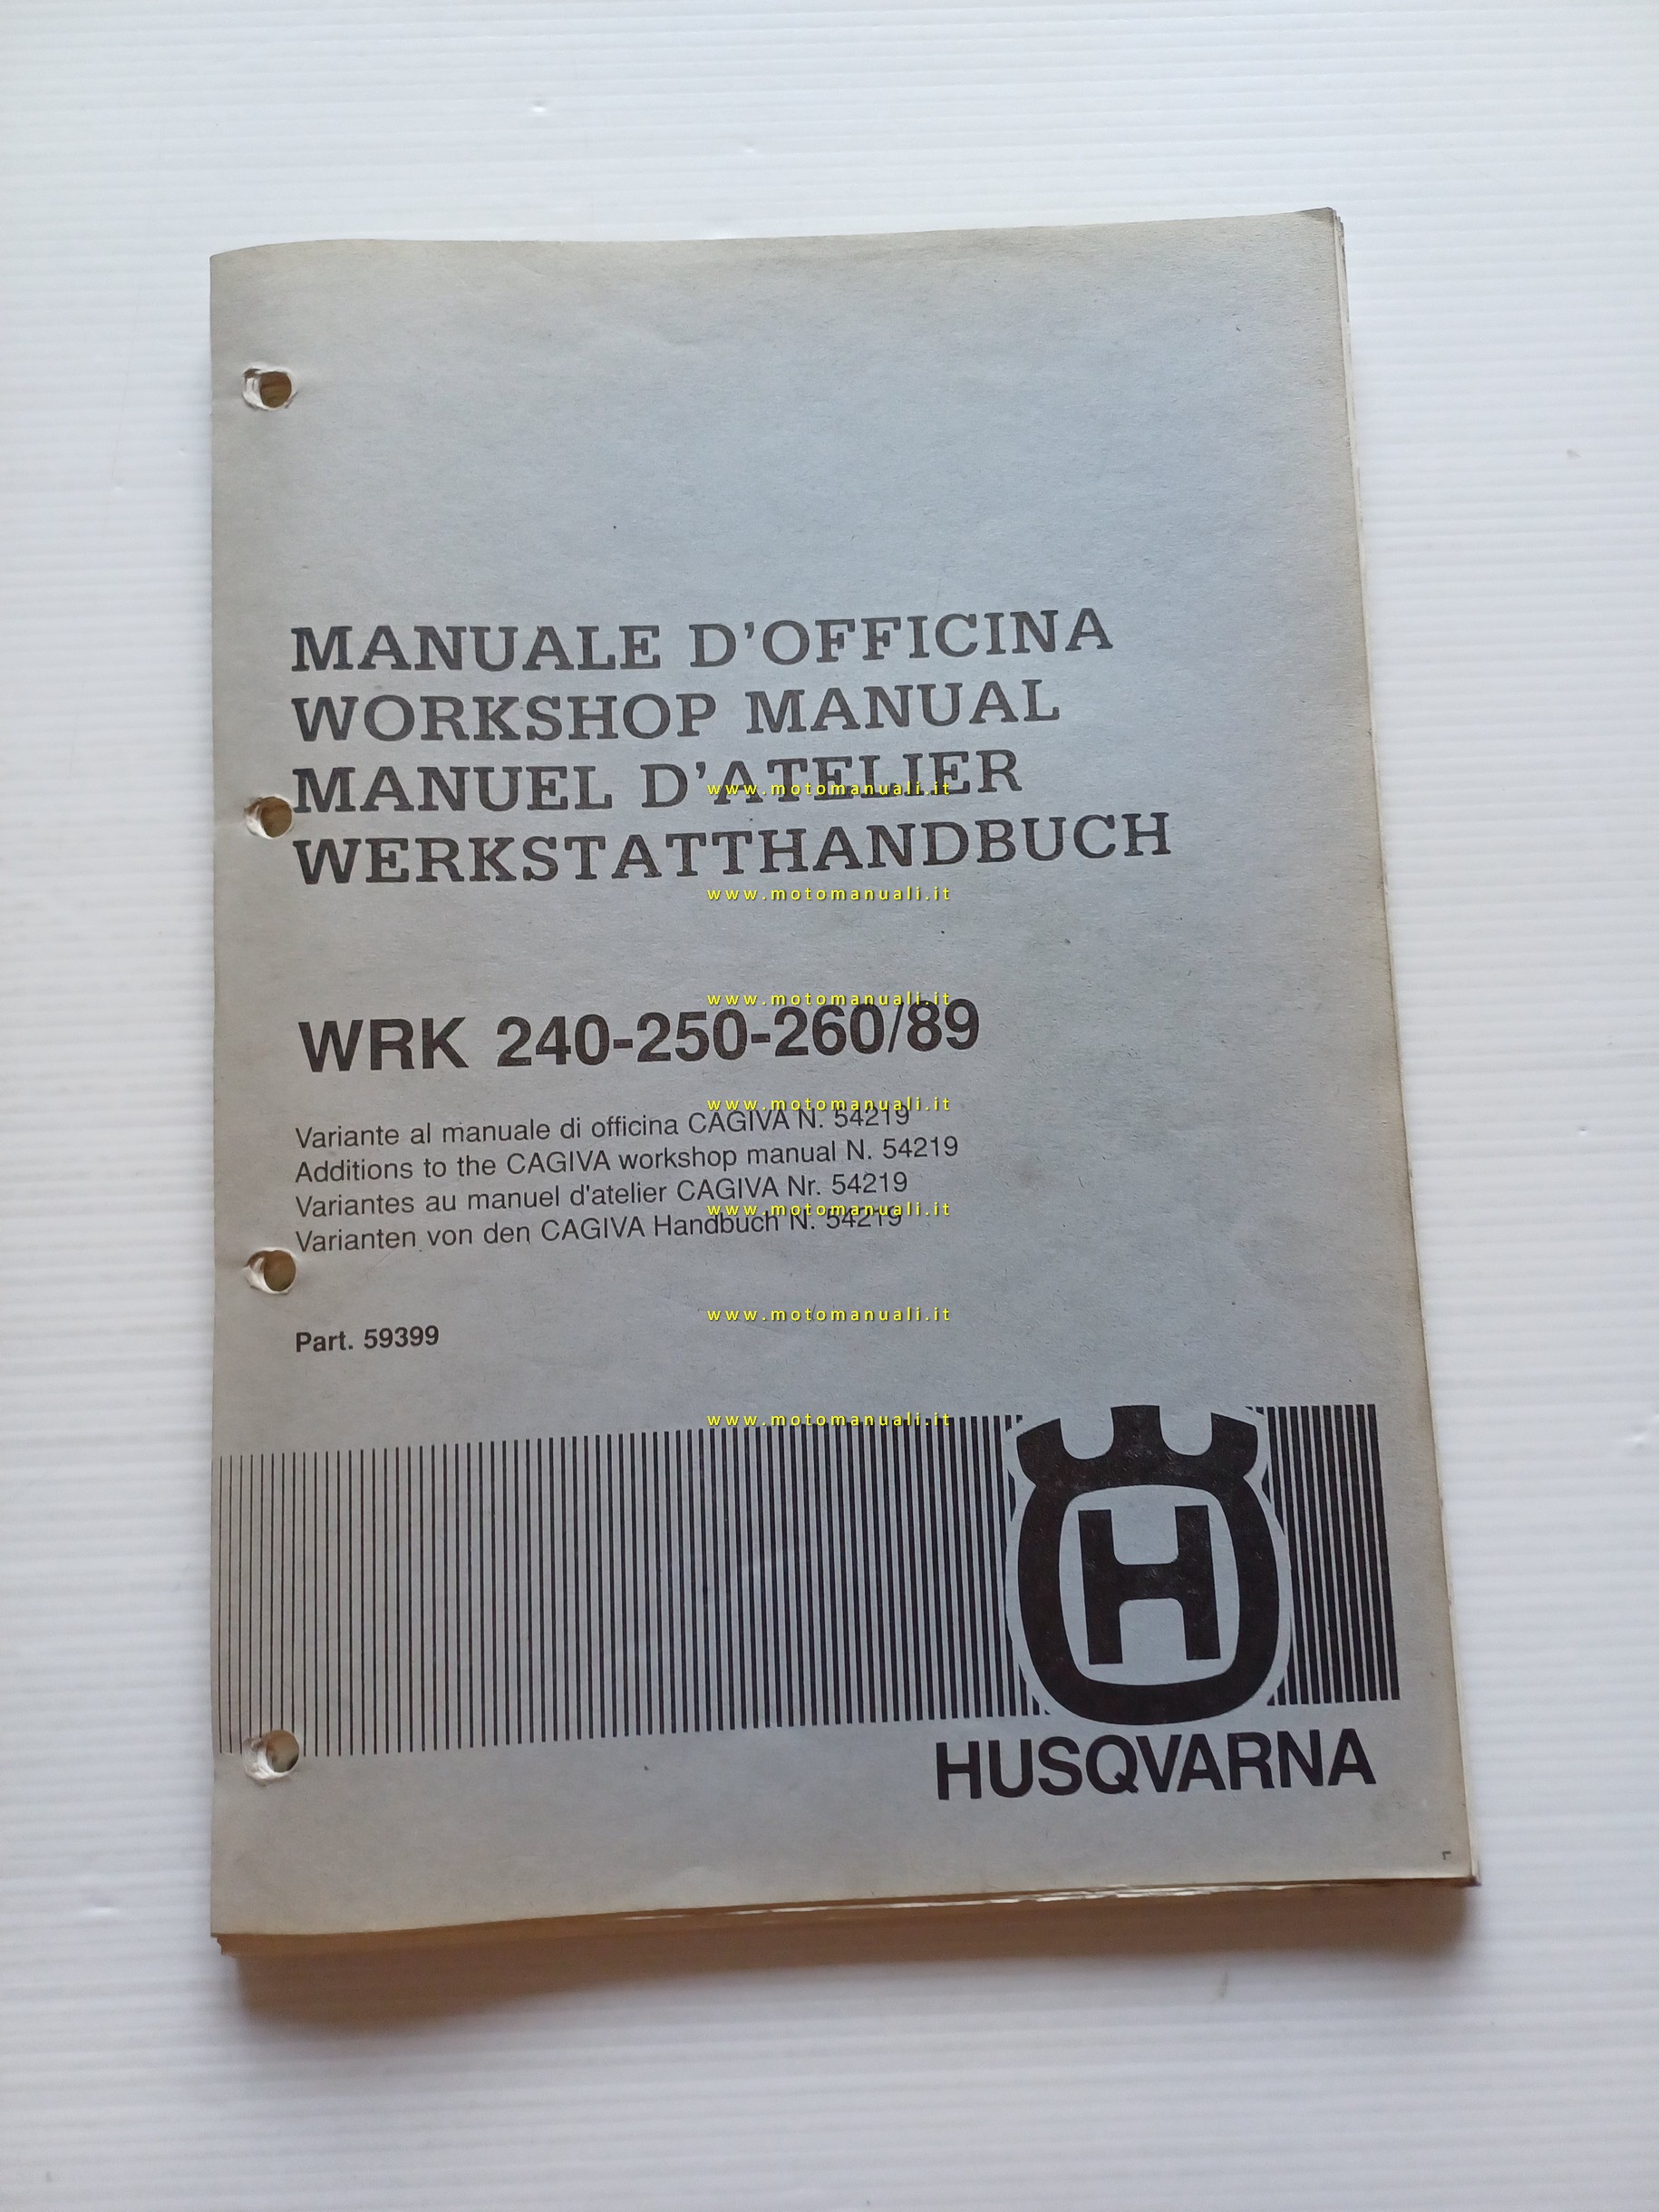 MANUALE D'OFFICINA
WORKSHOP MANUAL
MANUEL D'ATELIER
www.motomanuali.it
WERKSTATTHANDBUCH
www.motomanuali.it
www.motomanuali.it
WRK 240-250-260/89
www.motomanuali.it
Variante al manuale di officina CAGIVA N. 54219
Additions to the CAGIVA workshop manual N. 54219
Variantes au manuel d'atelier CAGIVA Nr. 54219
www.motomanuali.it
Varianten von den CAGIVA Handbuch N. 54219
www.motomanuali.it
Part. 59399
www.motomanuali.it
H
HUSQVARNA